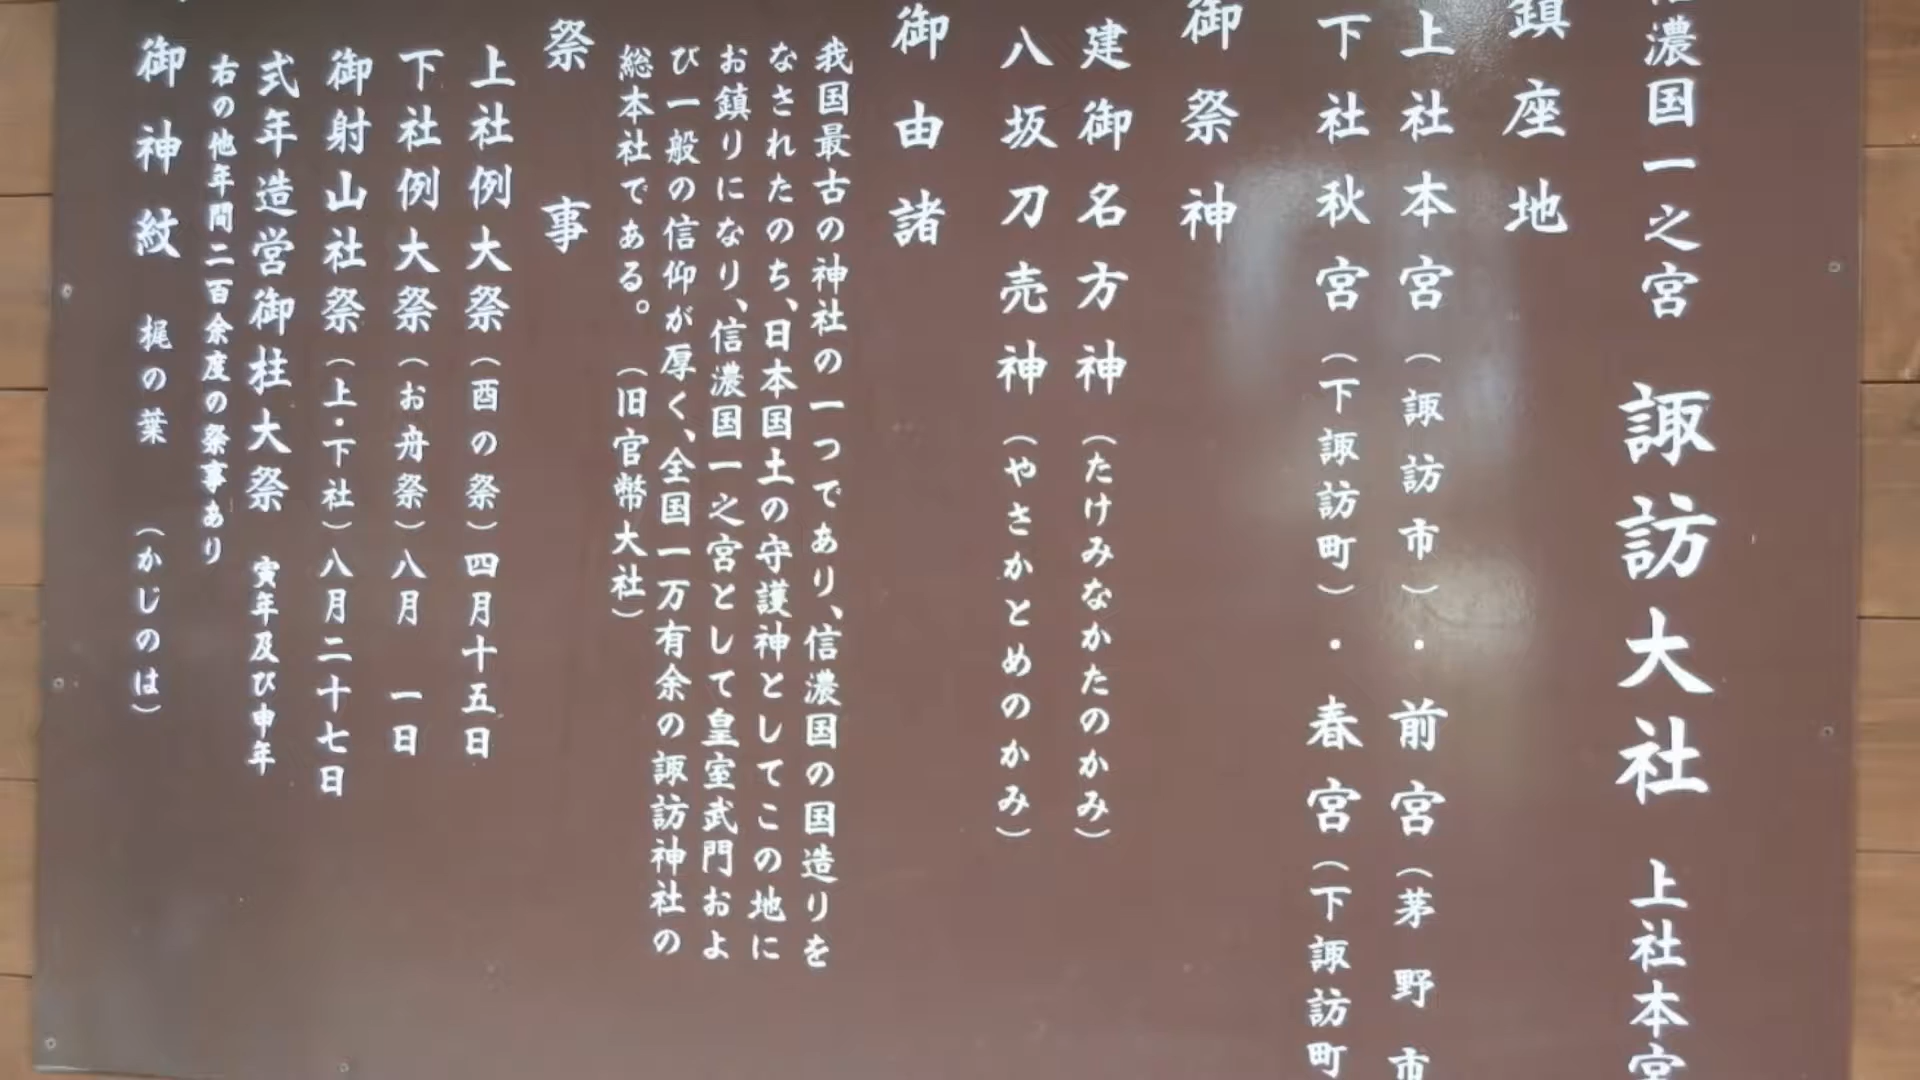 信濃国一之宮 諏訪大社 上社本宮
鎮座地
上社本宮(諏訪市)・前宮(茅野市
下社秋宮(下諏訪町)・春宮(下諏訪町
御祭神
建御名方神(たけみなかたのかみ)
八坂刀売神(やさかとめのかみ)
御由諸
我国最古の神社の一つであり、信濃国の国造りを
なされたのち、日本国土の守護神としてこの地に
お鎮りになり、信濃国一之宮として皇室武門およ
び一般の信仰が厚く、全国一万有余の諏訪神社の
総本社である。(旧官幣大社)
祭事
上社例大祭(酉の祭)四月十五日
下社例大祭(お舟祭)八月 一日
御射山社祭(上・下社)八月二十七日
式年造営御柱大祭 寅年及び申年
右の他年間二百余度の祭事あり
御神紋 梶の葉 (かじのは)